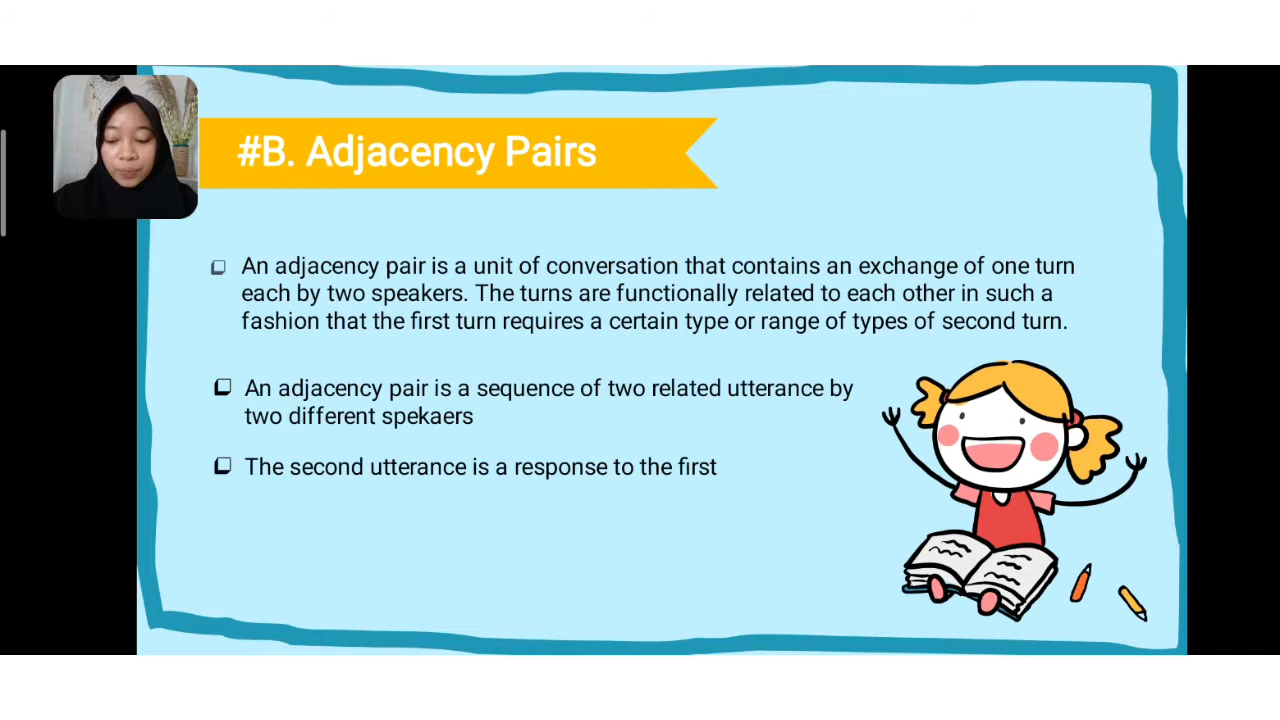 #B. Adjacency Pairs
An adjacency pair is a unit of conversation that contains an exchange of one turn
each by two speakers. The turns are functionally related to each other in such a
fashion that the first turn requires a certain type or range of types of second turn.
An adjacency pair is a sequence of two related utterance by
two different spekaers
The second utterance is a response to the first